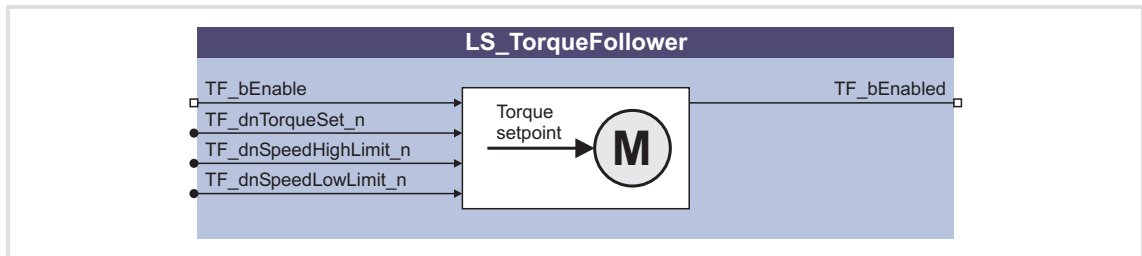 LS_TorqueFollower
TF_bEnable
TF_bEnabled
TF_dnTorqueSet_n
TF_dnSpeedHighLimit_n
TF_dnSpeedLowLimit_n
Torque
setpoint
M